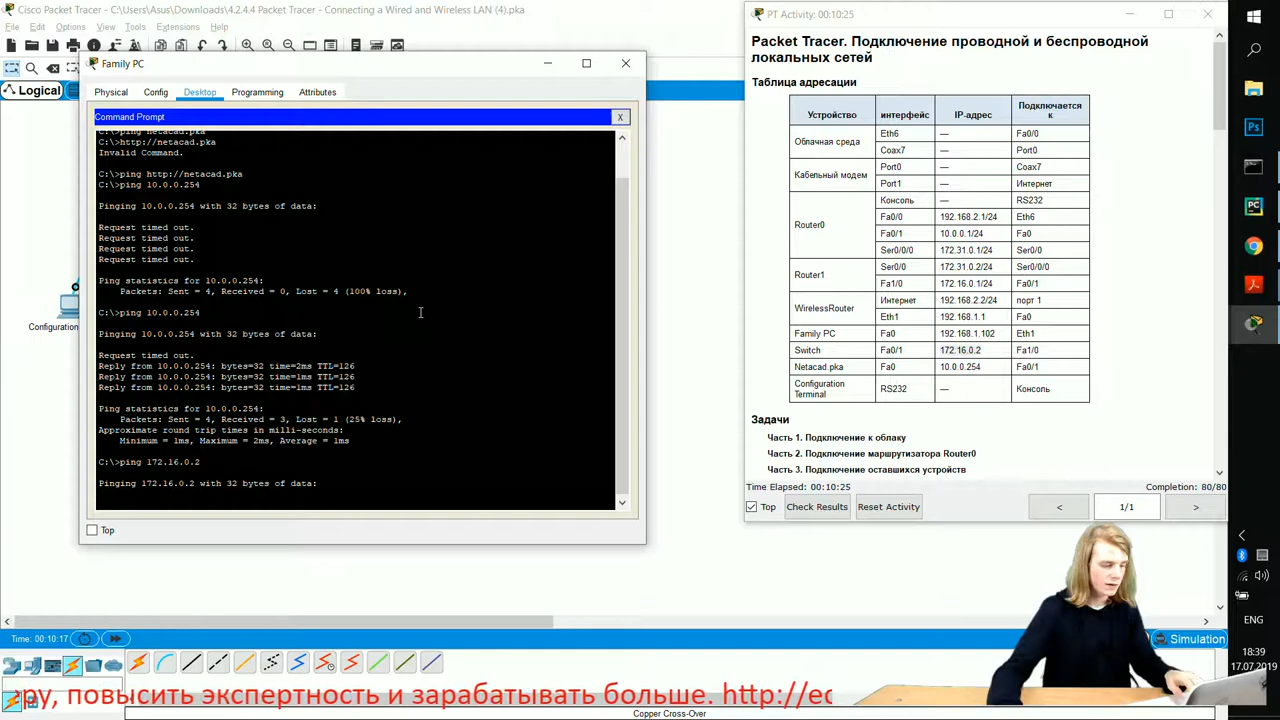 Cisco Packet Tracer - C:\Users\Asus\Downloads\4.2.4.4 Packet Tracer - Connecting a Wired and Wireless LAN (4).pka
File Edit Options View Tools Extensions Help
Logical
Family PC
Physical Config Desktop Programming Attributes
Command Prompt X
C:\>ping netacad.pka
C:\>http://netacad.pka
Invalid Command.
C:\>ping http://netacad.pka
C:\>ping 10.0.0.254
Pinging 10.0.0.254 with 32 bytes of data:
Request timed out.
Request timed out.
Request timed out.
Request timed out.
Ping statistics for 10.0.0.254:
Packets: Sent = 4, Received = 0, Lost = 4 (100% loss),
C:\>ping 10.0.0.254
Pinging 10.0.0.254 with 32 bytes of data:
Request timed out.
Reply from 10.0.0.254: bytes=32 time=2ms TTL=126
Reply from 10.0.0.254: bytes=32 time=1ms TTL=126
Reply from 10.0.0.254: bytes=32 time=1ms TTL=126
Ping statistics for 10.0.0.254:
Packets: Sent = 4, Received = 3, Lost = 1 (25% loss),
Approximate round trip times in milli-seconds:
Minimum = 1ms, Maximum = 2ms, Average = 1ms
C:\>ping 172.16.0.2
Pinging 172.16.0.2 with 32 bytes of data:
Top
Configuration
PT Activity: 00:10:25
Packet Tracer. Подключение проводной и беспроводной
локальных сетей
Таблица адресации
Устройство интерфейс IP-адрес Подключается к
Облачная среда Eth6 — Fa0/0
Coax7 — Port0
Кабельный модем Port0 — Coax7
Port1 — Интернет
Router0 Консоль — RS232
Fa0/0 192.168.2.1/24 Eth6
Fa0/1 10.0.0.1/24 Fa0
Ser0/0/0 172.31.0.1/24 Ser0/0
Router1 Ser0/0 172.31.0.2/24 Ser0/0/0
Fa1/0 172.16.0.1/24 Fa0/1
WirelessRouter Интернет 192.168.2.2/24 порт 1
Eth1 192.168.1.1 Fa0
Family PC Fa0 192.168.1.102 Eth1
Switch Fa0/1 172.16.0.2 Fa1/0
Netacad.pka Fa0 10.0.0.254 Fa0/1
Configuration Terminal RS232 — Консоль
Задачи
Часть 1. Подключение к облаку
Часть 2. Подключение маршрутизатора Router0
Часть 3. Подключение оставшихся устройств
Time Elapsed: 00:10:25 Completion: 80/80
Top Check Results Reset Activity < 1/1 >
Time: 00:10:17
Simulation
ру, повысить экспертность и зарабатывать больше. http://ec
Copper Cross-Over
ENG
18:39
17.07.2019